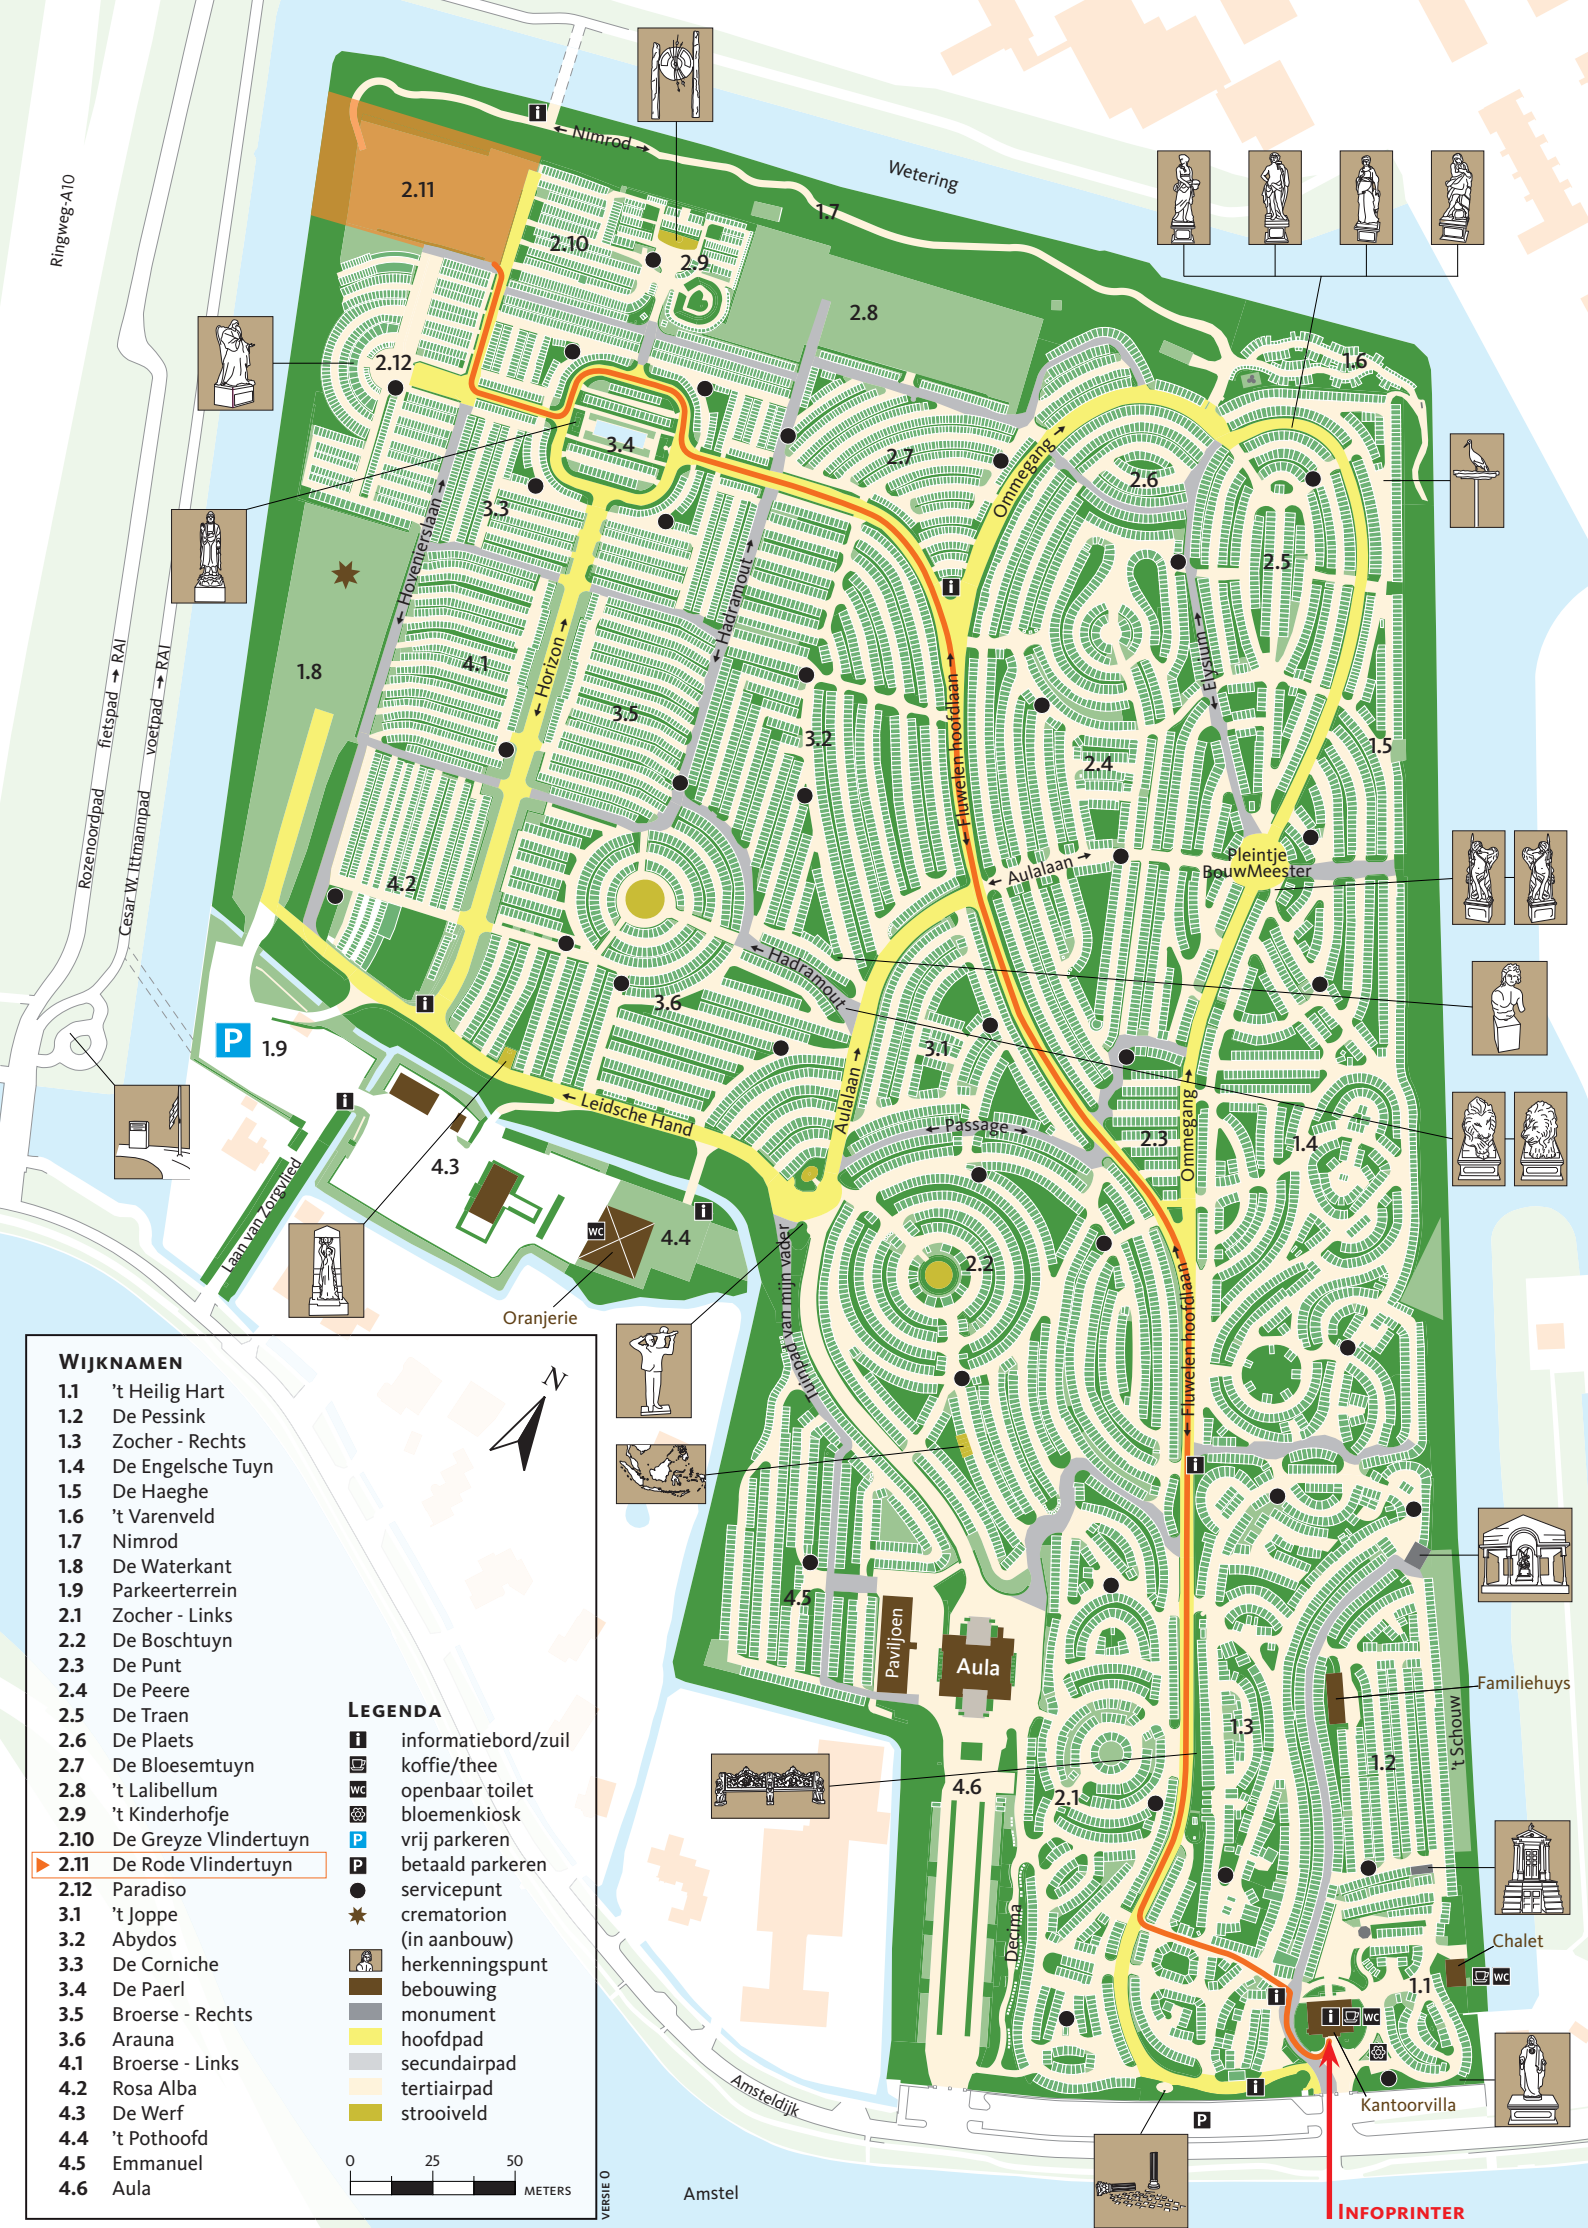 Nimrod
Wetering
Ringweg-A10
2.11
1.7
2.10
2.9
2.8
1.6
2.12
3.4
2.7
Ommegang
2.6
3.3
Hovenierslaan
Hadramout
2.5
Elysium
fietspad → RAI
voetpad → RAI
1.8
4.1
Horizon
3.5
3.2
Fluwelen hoofdlaan
2.4
1.5
Rozenoordpad
Cesar W. Ittmannpad
Aulalaan
Pleintje
BouwMeester
4.2
Hadramout
3.6
P
1.9
3.1
Aulalaan
Leidsche Hand
Passage
2.3
Ommegang
1.4
4.3
Laan van Zorgvlied
WC
4.4
Oranjerie
Tuinpad van mijn vader
2.2
Fluwelen hoofdlaan
4.5
Paviljoen
Aula
Familiehuys
't Schouw
1.3
1.2
4.6
2.1
Decima
Chalet
WC
1.1
WC
Kantoorvilla
P
Amsteldijk
Amstel
INFOPRINTER
WIJKNAMEN
1.1 't Heilig Hart
1.2 De Pessink
1.3 Zocher - Rechts
1.4 De Engelsche Tuyn
1.5 De Haeghe
1.6 't Varenveld
1.7 Nimrod
1.8 De Waterkant
1.9 Parkeerterrein
2.1 Zocher - Links
2.2 De Boschtuyn
2.3 De Punt
2.4 De Peere
2.5 De Traen
2.6 De Plaets
2.7 De Bloesemtuyn
2.8 't Lalibellum
2.9 't Kinderhofje
2.10 De Greyze Vlindertuyn
2.11 De Rode Vlindertuyn
2.12 Paradiso
3.1 't Joppe
3.2 Abydos
3.3 De Corniche
3.4 De Paerl
3.5 Broerse - Rechts
3.6 Arauna
4.1 Broerse - Links
4.2 Rosa Alba
4.3 De Werf
4.4 't Pothoofd
4.5 Emmanuel
4.6 Aula
N
LEGENDA
i informatiebord/zuil
koffie/thee
WC openbaar toilet
bloemenkiosk
P vrij parkeren
P betaald parkeren
servicepunt
crematorion
(in aanbouw)
herkenningspunt
bebouwing
monument
hoofdpad
secundairpad
tertiairpad
strooiveld
0 25 50
METERS
VERSIE O